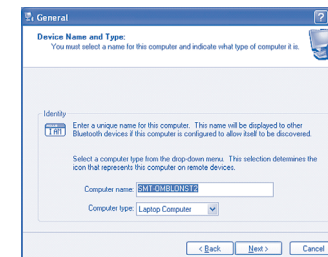 General
Device Name and Type:
You must select a name for this computer and indicate what type of computer it is.
Identity
Enter a unique name for this computer. This name will be displayed to other
Bluetooth devices if this computer is configured to allow itself to be discovered.
Select a computer type from the drop-down menu. This selection determines the
icon that represents this computer on remote devices.
Computer name: SMT-OMBLONST2
Computer type: Laptop Computer
< Back Next > Cancel